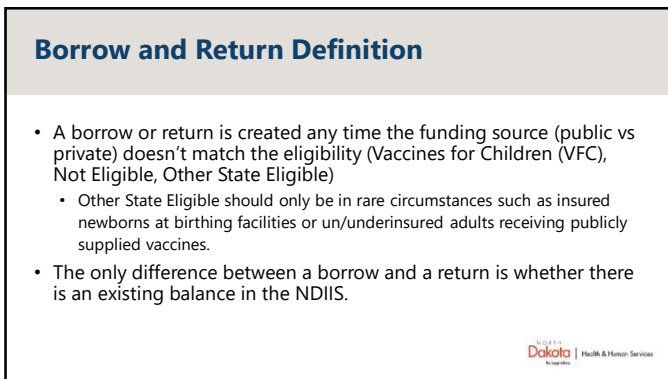 Borrow and Return Definition
• A borrow or return is created any time the funding source (public vs
private) doesn't match the eligibility (Vaccines for Children (VFC),
Not Eligible, Other State Eligible)
• Other State Eligible should only be in rare circumstances such as insured
newborns at birthing facilities or un/underinsured adults receiving publicly
supplied vaccines.
• The only difference between a borrow and a return is whether there
is an existing balance in the NDIIS.
NORTH
Dakota | Health & Human Services